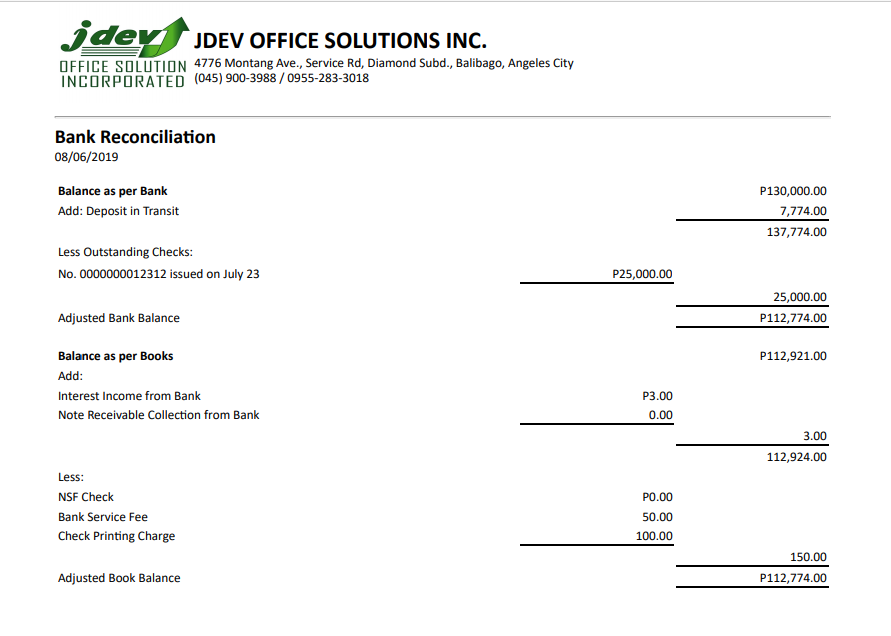 jdev
OFFICE SOLUTION
INCORPORATED
JDEV OFFICE SOLUTIONS INC.
4776 Montang Ave., Service Rd, Diamond Subd., Balibago, Angeles City
(045) 900-3988 / 0955-283-3018
Bank Reconciliation
08/06/2019
Balance as per Bank P130,000.00
Add: Deposit in Transit 7,774.00
137,774.00
Less Outstanding Checks:
No. 0000000012312 issued on July 23 P25,000.00
25,000.00
Adjusted Bank Balance P112,774.00
Balance as per Books P112,921.00
Add:
Interest Income from Bank P3.00
Note Receivable Collection from Bank 0.00
3.00
112,924.00
Less:
NSF Check P0.00
Bank Service Fee 50.00
Check Printing Charge 100.00
150.00
Adjusted Book Balance P112,774.00